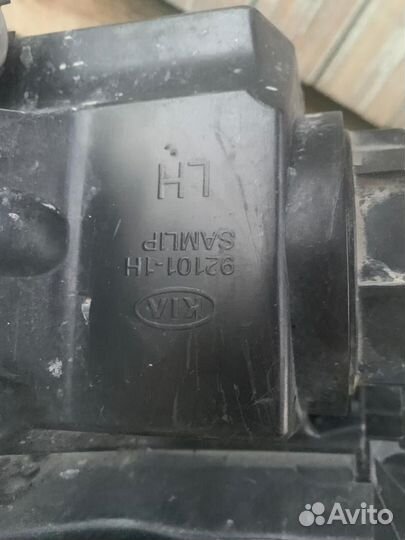 KIA
92101-1H
SAMLIP
LH
Avito